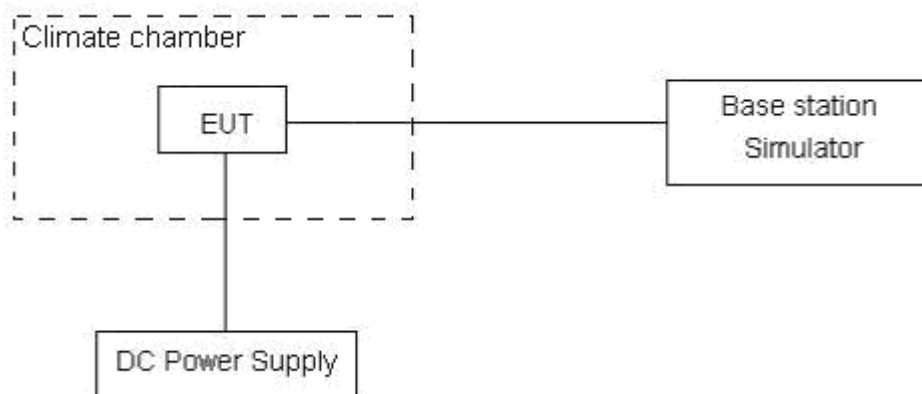 Climate chamber
EUT
Base station
Simulator
DC Power Supply